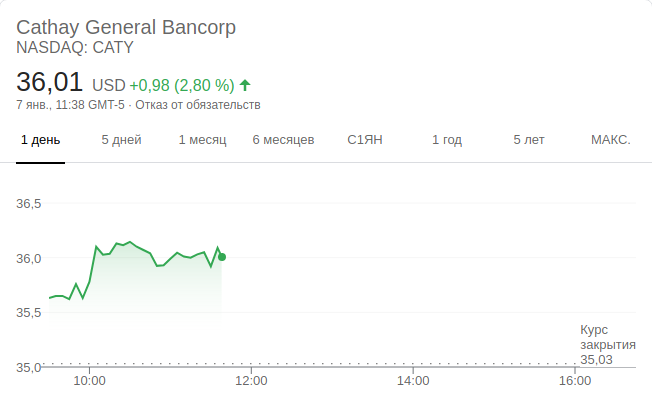 Cathay General Bancorp
NASDAQ: CATY
36,01 USD +0,98 (2,80 %) ↑
7 янв., 11:38 GMT-5 · Отказ от обязательств
1 день 5 дней 1 месяц 6 месяцев С1ЯН 1 год 5 лет МАКС.
36,5
36,0
35,5
Курс
закрытия
35,03
35,0
10:00 12:00 14:00 16:00